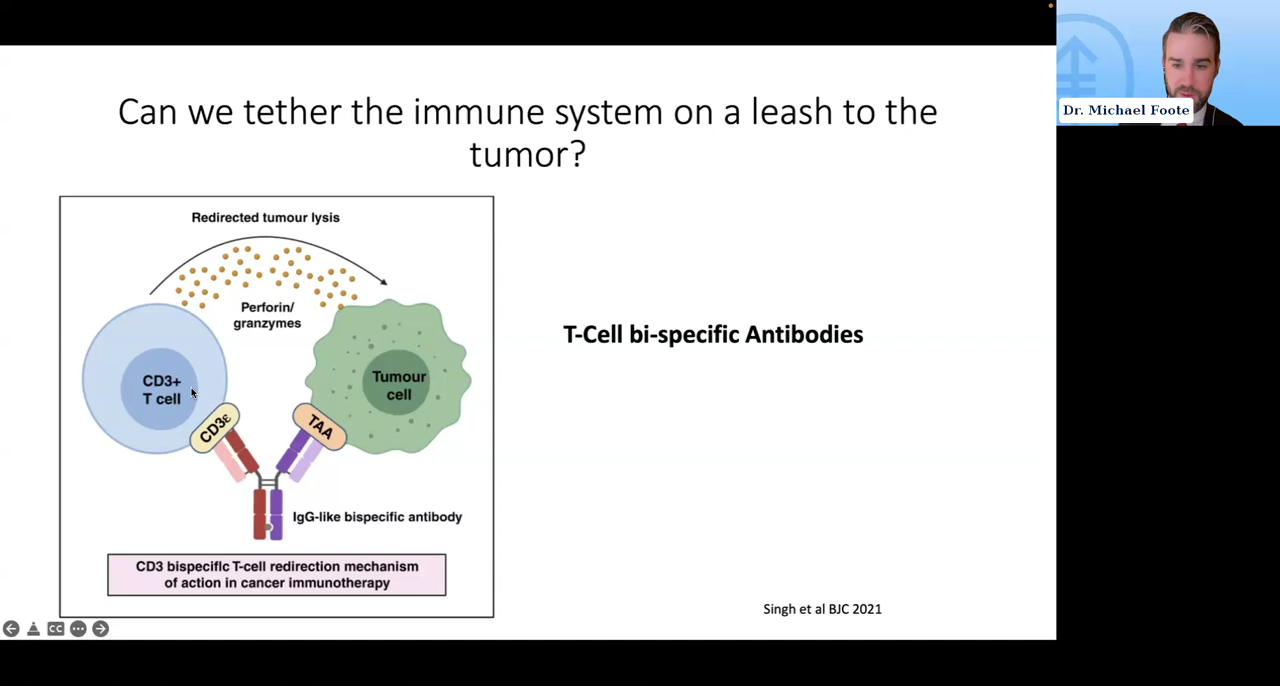 Can we tether the immune system on a leash to the
tumor?
Redirected tumour lysis
Perforin/
granzymes
CD3+
T cell
Tumour
cell
CD3ε
TAA
IgG-like bispecific antibody
CD3 bispecific T-cell redirection mechanism
of action in cancer immunotherapy
T-Cell bi-specific Antibodies
Singh et al BJC 2021
CC
Dr. Michael Foote